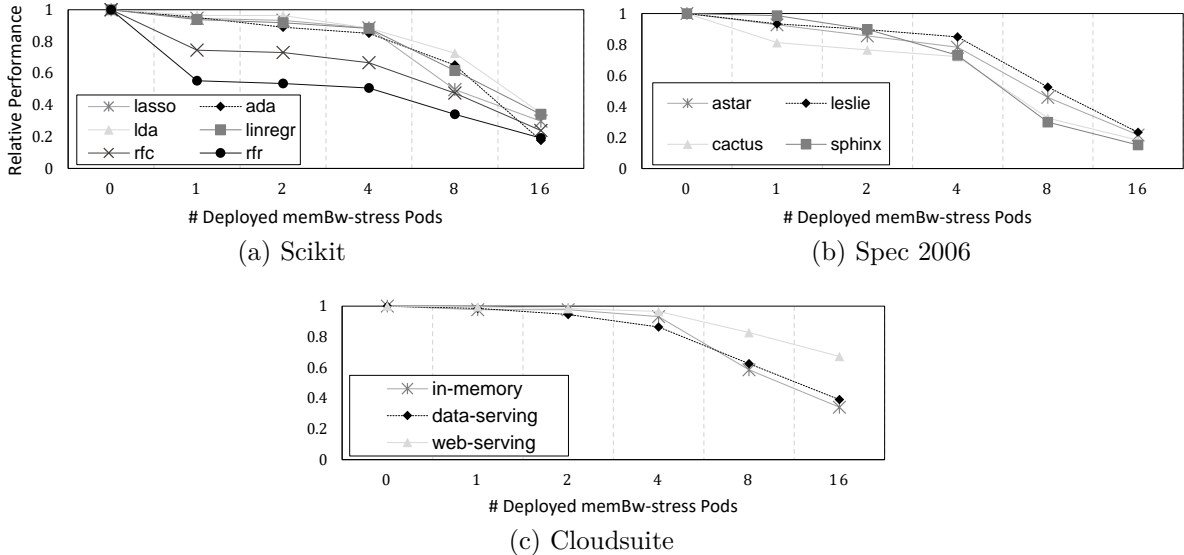 Relative Performance
1
0.8
0.6
0.4
0.2
0
lasso ada
lda linregr
rfc rfr
0 1 2 4 8 16
# Deployed memBw-stress Pods
(a) Scikit
1
0.8
0.6
0.4
0.2
0
astar leslie
cactus sphinx
0 1 2 4 8 16
# Deployed memBw-stress Pods
(b) Spec 2006
1
0.8
0.6
0.4
0.2
0
in-memory
data-serving
web-serving
0 1 2 4 8 16
# Deployed memBw-stress Pods
(c) Cloudsuite